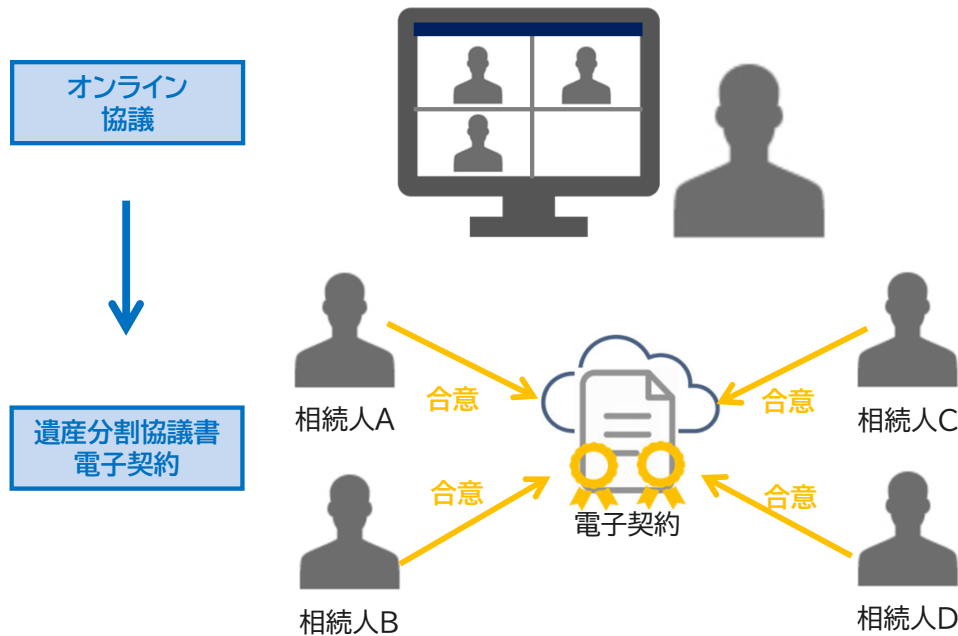 オンライン
協議
合意
合意
相続人A
相続人C
遺産分割協議書
電子契約
合意
合意
電子契約
相続人B
相続人D